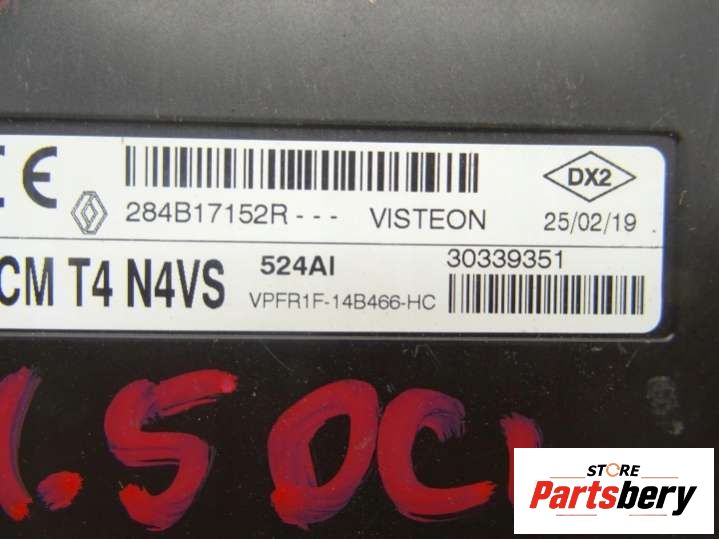 CE
284B17152R---
VISTEON
DX2
25/02/19
CM T4 N4VS
524AI
VPFR1F-14B466-HC
30339351
1.5 DCI
STORE
Partsbery